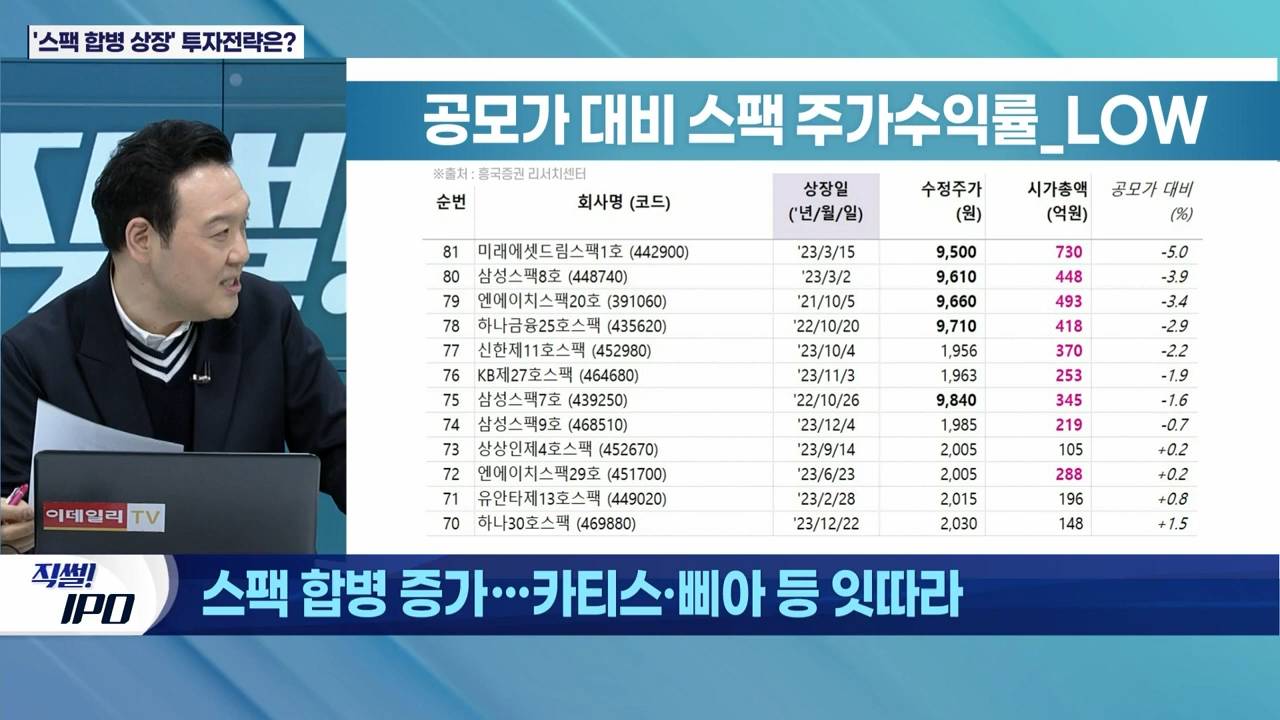 '스팩 합병 상장' 투자전략은?
공모가 대비 스팩 주가수익률_LOW
※출처 : 흥국증권 리서치센터
순번 회사명 (코드) 상장일 ('년/월/일) 수정주가 (원) 시가총액 (억원) 공모가 대비 (%)
81 미래에셋드림스팩1호 (442900) '23/3/15 9,500 730 -5.0
80 삼성스팩8호 (448740) '23/3/2 9,610 448 -3.9
79 엔에이치스팩20호 (391060) '21/10/5 9,660 493 -3.4
78 하나금융25호스팩 (435620) '22/10/20 9,710 418 -2.9
77 신한제11호스팩 (452980) '23/10/4 1,956 370 -2.2
76 KB제27호스팩 (464680) '23/11/3 1,963 253 -1.9
75 삼성스팩7호 (439250) '22/10/26 9,840 345 -1.6
74 삼성스팩9호 (468510) '23/12/4 1,985 219 -0.7
73 상상인제4호스팩 (452670) '23/9/14 2,005 105 +0.2
72 엔에이치스팩29호 (451700) '23/6/23 2,005 288 +0.2
71 유안타제13호스팩 (449020) '23/2/28 2,015 196 +0.8
70 하나30호스팩 (469880) '23/12/22 2,030 148 +1.5
이데일리TV
직썰! IPO
스팩 합병 증가…카티스·삐아 등 잇따라